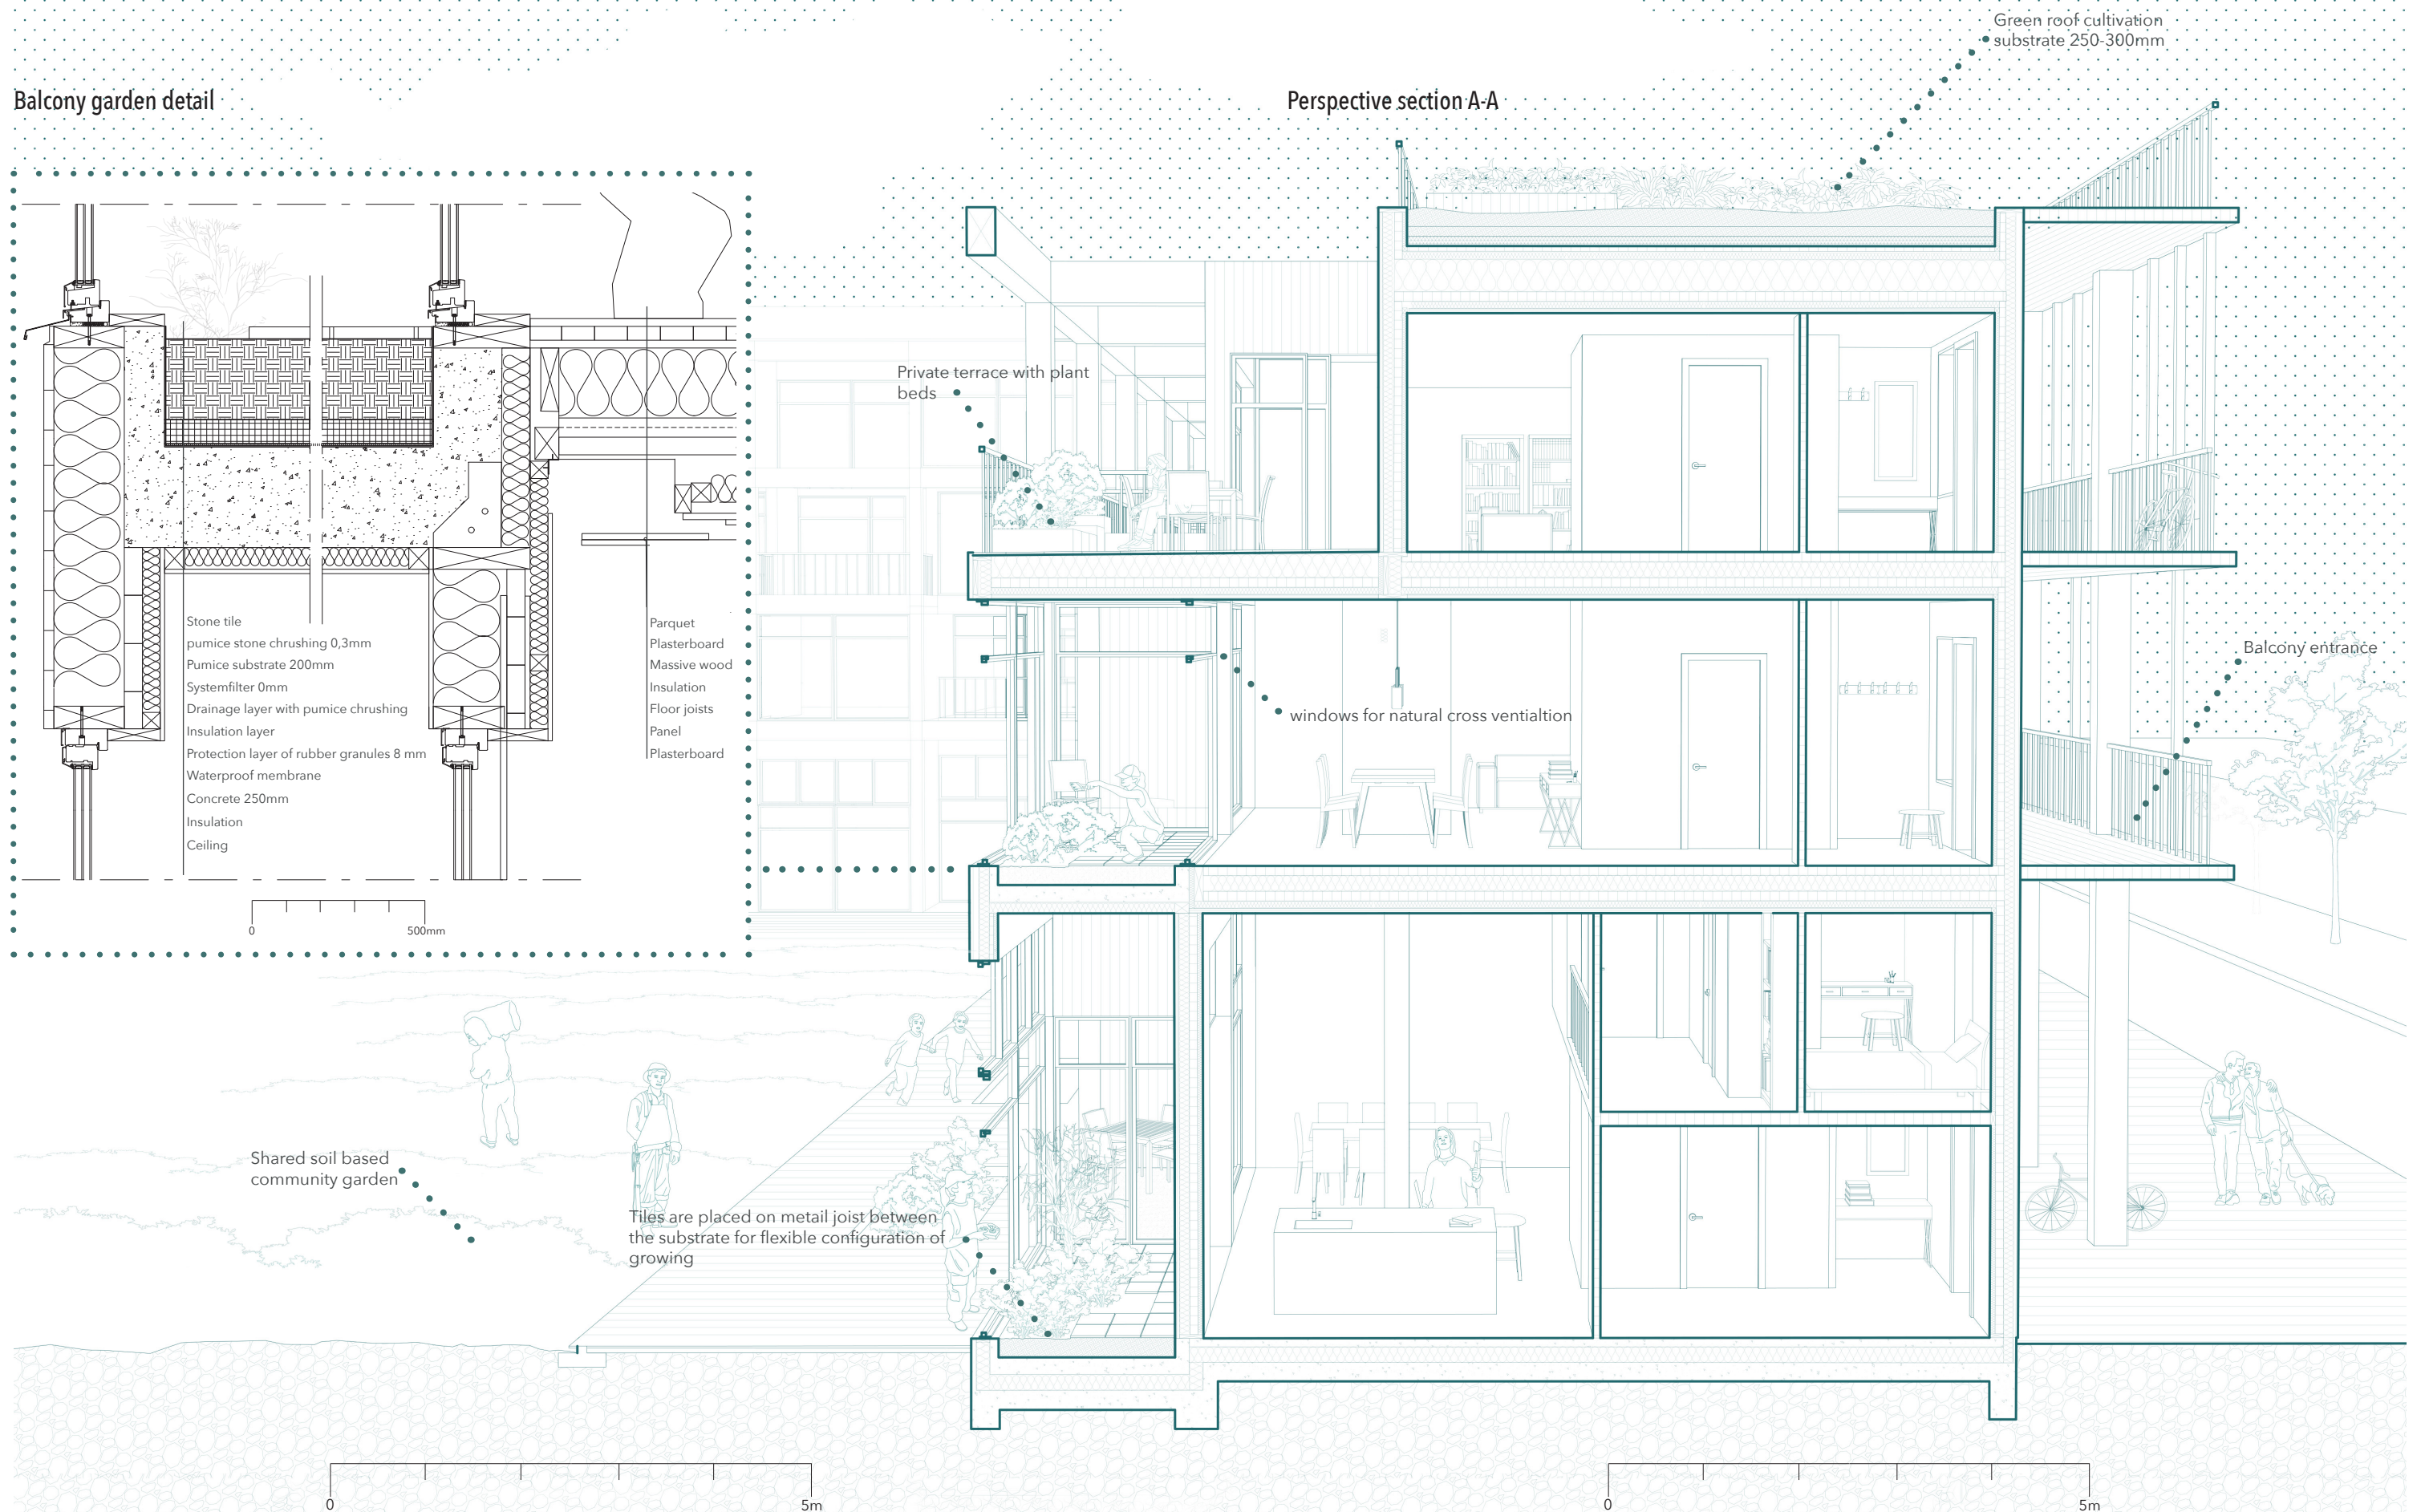 Green roof cultivation
substrate 250-300mm
Balcony garden detail
Perspective section A-A
Private terrace with plant
beds
Stone tile
pumice stone chrushing 0,3mm
Pumice substrate 200mm
Systemfilter 0mm
Drainage layer with pumice chrushing
Insulation layer
Protection layer of rubber granules 8 mm
Waterproof membrane
Concrete 250mm
Insulation
Ceiling
Parquet
Plasterboard
Massive wood
Insulation
Floor joists
Panel
Plasterboard
0
500mm
Balcony entrance
windows for natural cross ventialtion
Shared soil based
community garden
Tiles are placed on metail joist between
the substrate for flexible configuration of
growing
0
5m
0
5m